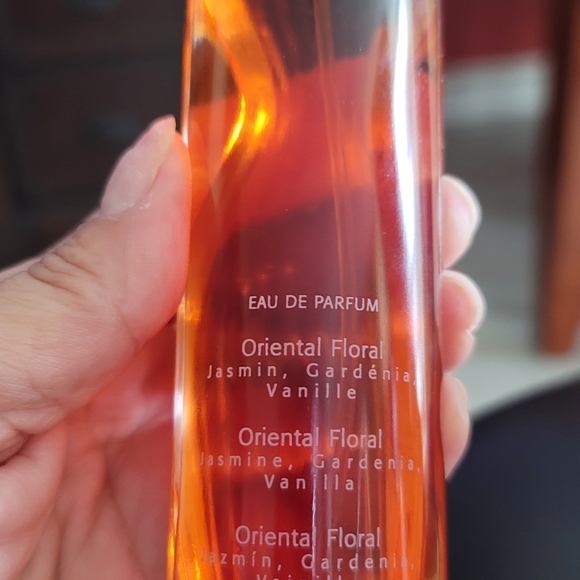 EAU DE PARFUM
Oriental Floral
Jasmin, Gardénia,
Vanille
Oriental Floral
Jasmine, Gardenia,
Vanilla
Oriental Floral
Jazmín, Gardenia,